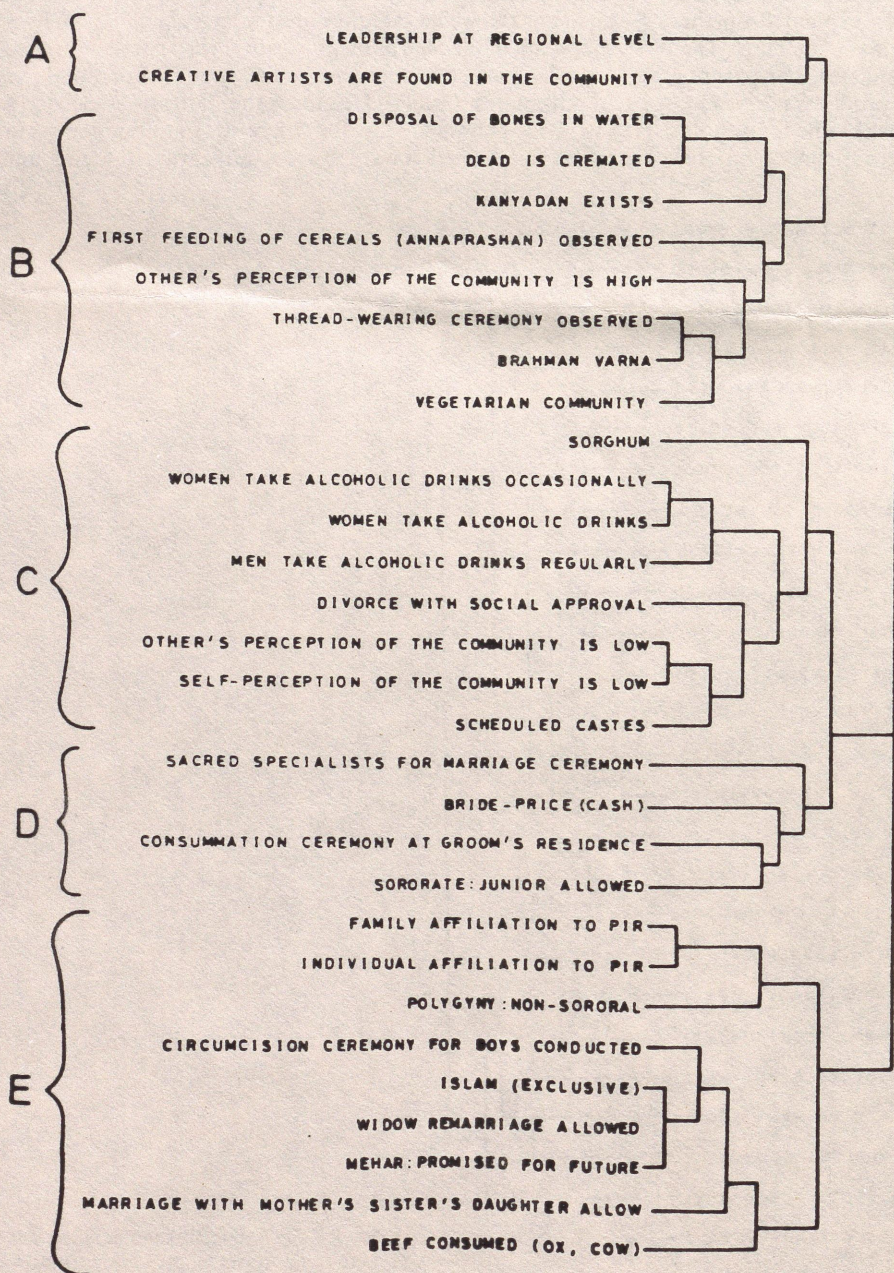 A
LEADERSHIP AT REGIONAL LEVEL
CREATIVE ARTISTS ARE FOUND IN THE COMMUNITY
B
DISPOSAL OF BONES IN WATER
DEAD IS CREMATED
KANYADAN EXISTS
FIRST FEEDING OF CEREALS (ANNAPRASHAN) OBSERVED
OTHER'S PERCEPTION OF THE COMMUNITY IS HIGH
THREAD-WEARING CEREMONY OBSERVED
BRAHMAN VARNA
VEGETARIAN COMMUNITY
C
SORGHUM
WOMEN TAKE ALCOHOLIC DRINKS OCCASIONALLY
WOMEN TAKE ALCOHOLIC DRINKS
MEN TAKE ALCOHOLIC DRINKS REGULARLY
DIVORCE WITH SOCIAL APPROVAL
OTHER'S PERCEPTION OF THE COMMUNITY IS LOW
SELF-PERCEPTION OF THE COMMUNITY IS LOW
SCHEDULED CASTES
D
SACRED SPECIALISTS FOR MARRIAGE CEREMONY
BRIDE-PRICE (CASH)
CONSUMMATION CEREMONY AT GROOM'S RESIDENCE
SORORATE: JUNIOR ALLOWED
E
FAMILY AFFILIATION TO PIR
INDIVIDUAL AFFILIATION TO PIR
POLYGYNY: NON-SORORAL
CIRCUMCISION CEREMONY FOR BOYS CONDUCTED
ISLAM (EXCLUSIVE)
WIDOW REMARRIAGE ALLOWED
MEHAR: PROMISED FOR FUTURE
MARRIAGE WITH MOTHER'S SISTER'S DAUGHTER ALLOW
BEEF CONSUMED (OX, COW)